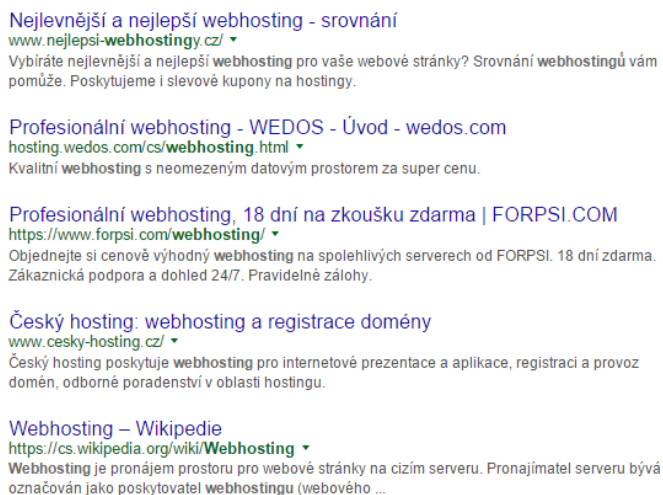 Nejlevnější a nejlepší webhosting - srovnání
www.nejlepsi-webhostingy.cz/
Vybíráte nejlevnější a nejlepší webhosting pro vaše webové stránky? Srovnání webhostingů vám
pomůže. Poskytujeme i slevové kupony na hostingy.
Profesionální webhosting - WEDOS - Úvod - wedos.com
hosting.wedos.com/cs/webhosting.html
Kvalitní webhosting s neomezeným datovým prostorem za super cenu.
Profesionální webhosting, 18 dní na zkoušku zdarma | FORPSI.COM
https://www.forpsi.com/webhosting/
Objednejte si cenově výhodný webhosting na spolehlivých serverech od FORPSI. 18 dní zdarma.
Zákaznická podpora a dohled 24/7. Pravidelné zálohy.
Český hosting: webhosting a registrace domény
www.cesky-hosting.cz/
Český hosting poskytuje webhosting pro internetové prezentace a aplikace, registraci a provoz
domén, odborné poradenství v oblasti hostingu.
Webhosting – Wikipedie
https://cs.wikipedia.org/wiki/Webhosting
Webhosting je pronájem prostoru pro webové stránky na cizím serveru. Pronajímatel serveru bývá
označován jako poskytovatel webhostingu (webového ...